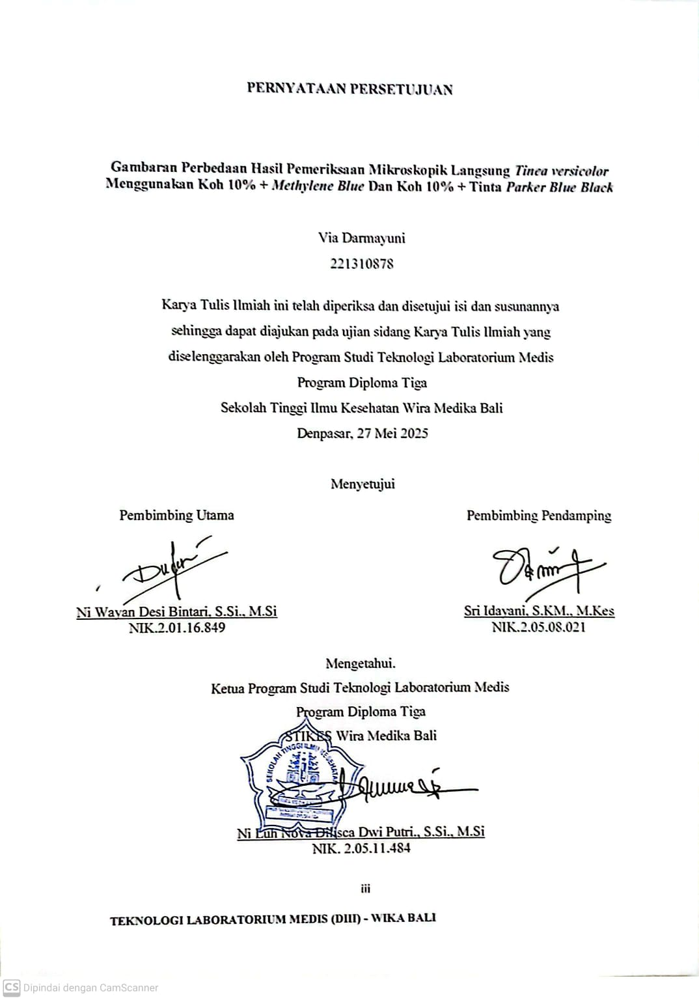 PERNYATAAN PERSETUJUAN
Gambaran Perbedaan Hasil Pemeriksaan Mikroskopik Langsung Tinea versicolor
Menggunakan Koh 10% + Methylene Blue Dan Koh 10% + Tinta Parker Blue Black
Via Darmayuni
221310878
Karya Tulis Ilmiah ini telah diperiksa dan disetujui isi dan susunannya
sehingga dapat diajukan pada ujian sidang Karya Tulis Ilmiah yang
diselenggarakan oleh Program Studi Teknologi Laboratorium Medis
Program Diploma Tiga
Sekolah Tinggi Ilmu Kesehatan Wira Medika Bali
Denpasar, 27 Mei 2025
Menyetujui
Pembimbing Utama
Pembimbing Pendamping
Ni Wayan Desi Bintari, S.Si., M.Si
NIK.2.01.16.849
Sri Idayani, S.KM., M.Kes
NIK.2.05.08.021
Mengetahui.
Ketua Program Studi Teknologi Laboratorium Medis
Program Diploma Tiga
STIKES Wira Medika Bali
SEKOLAH TINGGI ILMU KESEHATAN
Ni Luh Nova Dilisca Dwi Putri., S.Si., M.Si
NIK. 2.05.11.484
iii
TEKNOLOGI LABORATORIUM MEDIS (DIII) - WIKA BALI
CS Dipindai dengan CamScanner